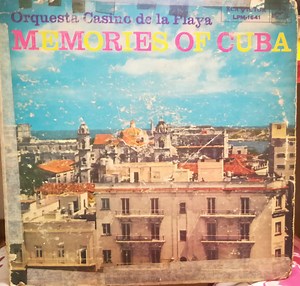 Orquesta Casino de la Playa
LPM-1641
MEMORIES OF CUBA